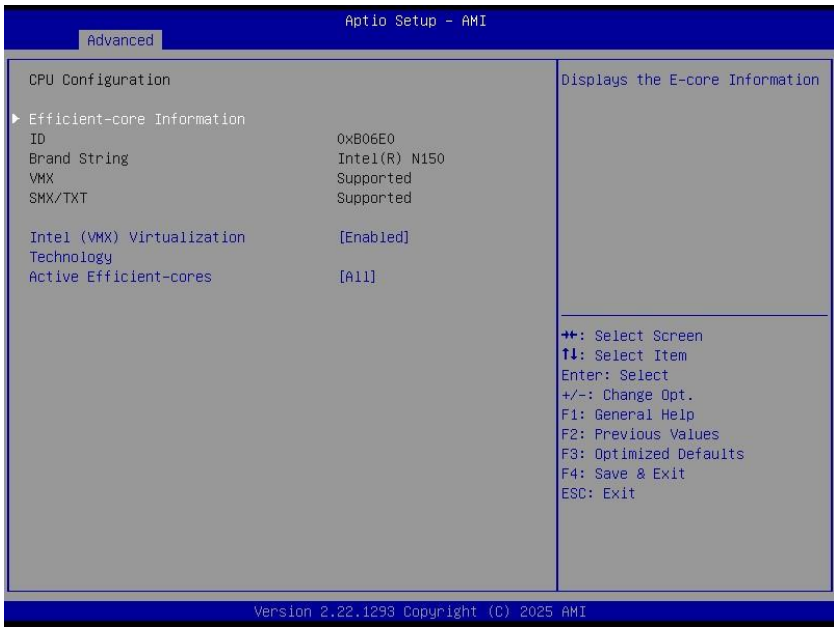 Aptio Setup - AMI
Advanced
CPU Configuration
Efficient-core Information
ID 0xB06E0
Brand String Intel(R) N150
VMX Supported
SMX/TXT Supported
Intel (VMX) Virtualization [Enabled]
Technology
Active Efficient-cores [All]
Displays the E-core Information
→←: Select Screen
↑↓: Select Item
Enter: Select
+/-: Change Opt.
F1: General Help
F2: Previous Values
F3: Optimized Defaults
F4: Save & Exit
ESC: Exit
Version 2.22.1293 Copyright (C) 2025 AMI